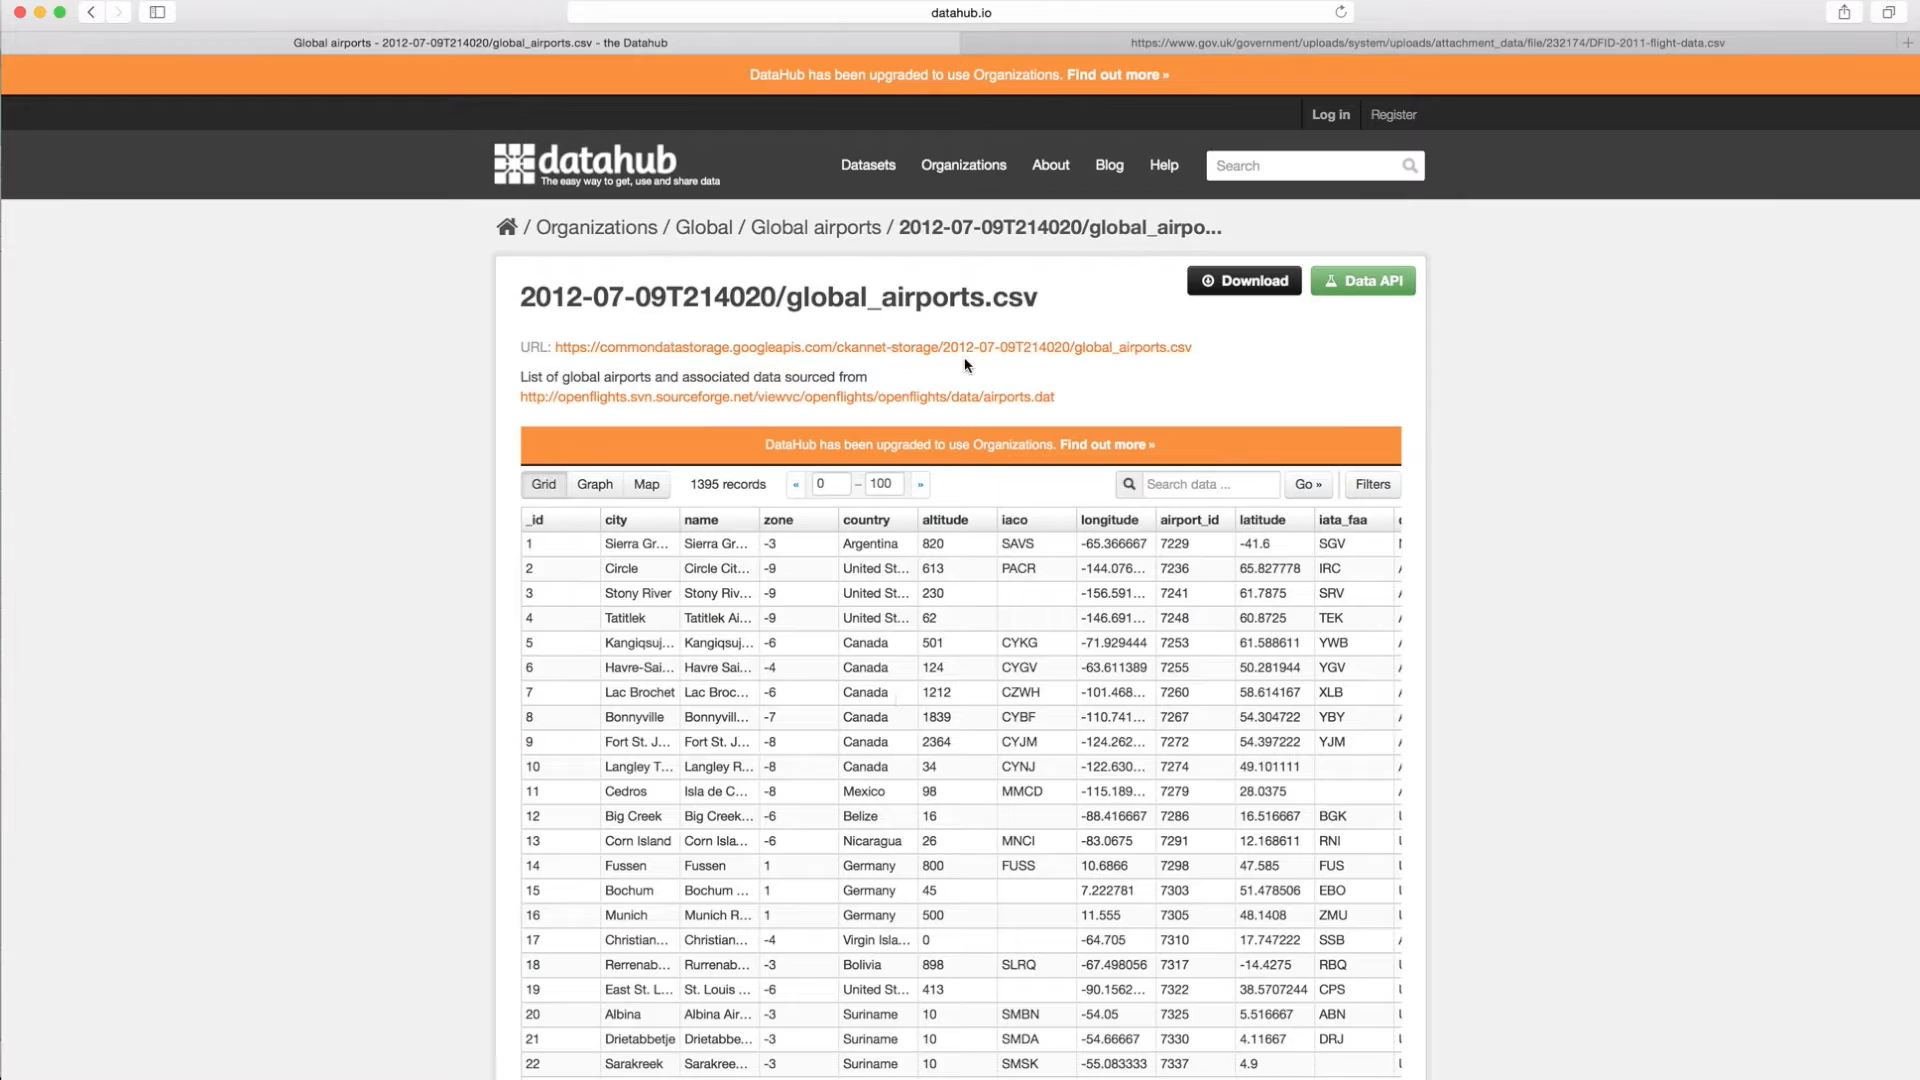 datahub.io
Global airports - 2012-07-09T214020/global_airports.csv - the Datahub
https://www.gov.uk/government/uploads/system/uploads/attachment_data/file/232174/DFID-2011-flight-data.csv
DataHub has been upgraded to use Organizations. Find out more »
Log in Register
datahub
The easy way to get, use and share data
Datasets Organizations About Blog Help Search
/ Organizations / Global / Global airports / 2012-07-09T214020/global_airpo...
2012-07-09T214020/global_airports.csv
Download Data API
URL: https://commondatastorage.googleapis.com/ckannet-storage/2012-07-09T214020/global_airports.csv
List of global airports and associated data sourced from
http://openflights.svn.sourceforge.net/viewvc/openflights/openflights/data/airports.dat
DataHub has been upgraded to use Organizations. Find out more »
Grid Graph Map 1395 records « 0 – 100 » Search data ... Go » Filters
_id city name zone country altitude iaco longitude airport_id latitude iata_faa
1 Sierra Gr... Sierra Gr... -3 Argentina 820 SAVS -65.366667 7229 -41.6 SGV
2 Circle Circle Cit... -9 United St... 613 PACR -144.076... 7236 65.827778 IRC
3 Stony River Stony Riv... -9 United St... 230 -156.591... 7241 61.7875 SRV
4 Tatitlek Tatitlek Ai... -9 United St... 62 -146.691... 7248 60.8725 TEK
5 Kangiqsuj... Kangiqsuj... -6 Canada 501 CYKG -71.929444 7253 61.588611 YWB
6 Havre-Sai... Havre Sai... -4 Canada 124 CYGV -63.611389 7255 50.281944 YGV
7 Lac Brochet Lac Broc... -6 Canada 1212 CZWH -101.468... 7260 58.614167 XLB
8 Bonnyville Bonnyvill... -7 Canada 1839 CYBF -110.741... 7267 54.304722 YBY
9 Fort St. J... Fort St. J... -8 Canada 2364 CYJM -124.262... 7272 54.397222 YJM
10 Langley T... Langley R... -8 Canada 34 CYNJ -122.630... 7274 49.101111
11 Cedros Isla de C... -8 Mexico 98 MMCD -115.189... 7279 28.0375
12 Big Creek Big Creek... -6 Belize 16 -88.416667 7286 16.516667 BGK
13 Corn Island Corn Isla... -6 Nicaragua 26 MNCI -83.0675 7291 12.168611 RNI
14 Fussen Fussen 1 Germany 800 FUSS 10.6866 7298 47.585 FUS
15 Bochum Bochum ... 1 Germany 45 7.222781 7303 51.478506 EBO
16 Munich Munich R... 1 Germany 500 11.555 7305 48.1408 ZMU
17 Christian... Christian... -4 Virgin Isla... 0 -64.705 7310 17.747222 SSB
18 Rerrenab... Rurrenab... -3 Bolivia 898 SLRQ -67.498056 7317 -14.4275 RBQ
19 East St. L... St. Louis ... -6 United St... 413 -90.1562... 7322 38.5707244 CPS
20 Albina Albina Air... -3 Suriname 10 SMBN -54.05 7325 5.516667 ABN
21 Drietabbetje Drietabbe... -3 Suriname 10 SMDA -54.66667 7330 4.11667 DRJ
22 Sarakreek Sarakree... -3 Suriname 10 SMSK -55.083333 7337 4.9